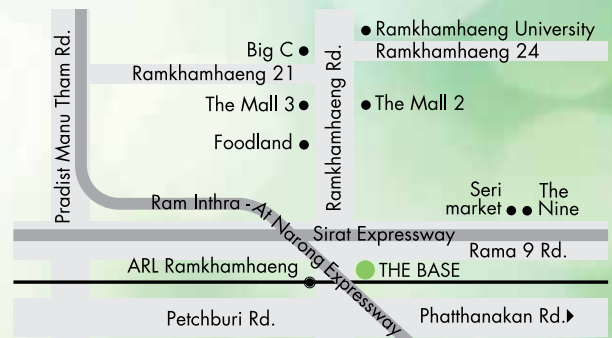 Pradist Manu Tham Rd.
Big C
Ramkhamhaeng 21
The Mall 3
Foodland
Ramkhamhaeng Rd.
Ramkhamhaeng University
Ramkhamhaeng 24
The Mall 2
Seri
market
The
Nine
Ram Inthra - At Narong Expressway
Sirat Expressway
Rama 9 Rd.
ARL Ramkhamhaeng
THE BASE
Petchburi Rd.
Phatthanakan Rd.